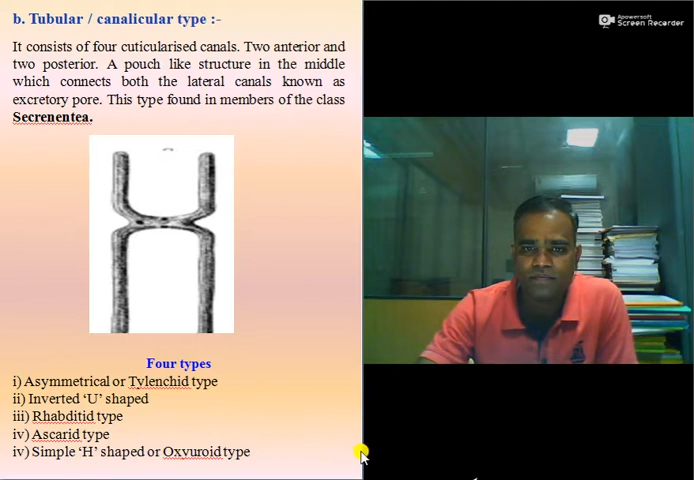 b. Tubular / canalicular type :-
It consists of four cuticularised canals. Two anterior and
two posterior. A pouch like structure in the middle
which connects both the lateral canals known as
excretory pore. This type found in members of the class
Secrenentea.
Four types
i) Asymmetrical or Tylenchid type
ii) Inverted ‘U’ shaped
iii) Rhabditid type
iv) Ascarid type
iv) Simple ‘H’ shaped or Oxyuroid type
Apowersoft
Screen Recorder